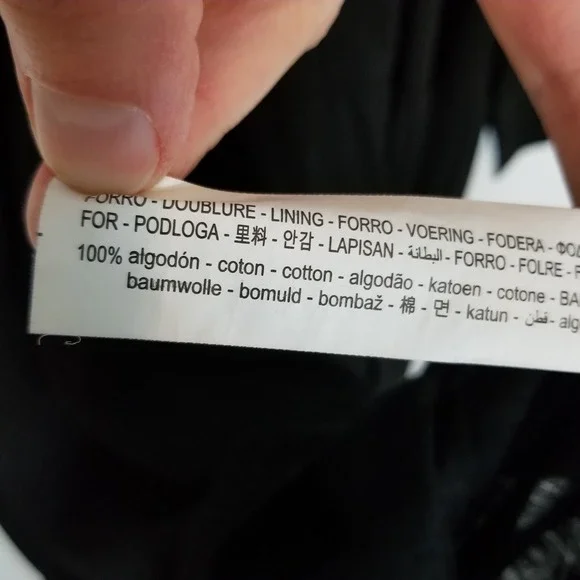 FORRO - DOUBLURE - LINING - FORRO - VOERING - FODERA -
FOR - PODLOGA - 里料 - 안감 - LAPISAN - البطانة - FORRO - FOLRE -
100% algodón - coton - cotton - algodão - katoen - cotone -
baumwolle - bomuld - bombaž - 棉 - 면 - katun - قطن -